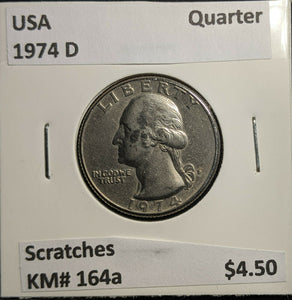 USA Quarter
1974 D
LIBERTY
IN GOD WE
TRUST
1974
Scratches
KM# 164a $4.50